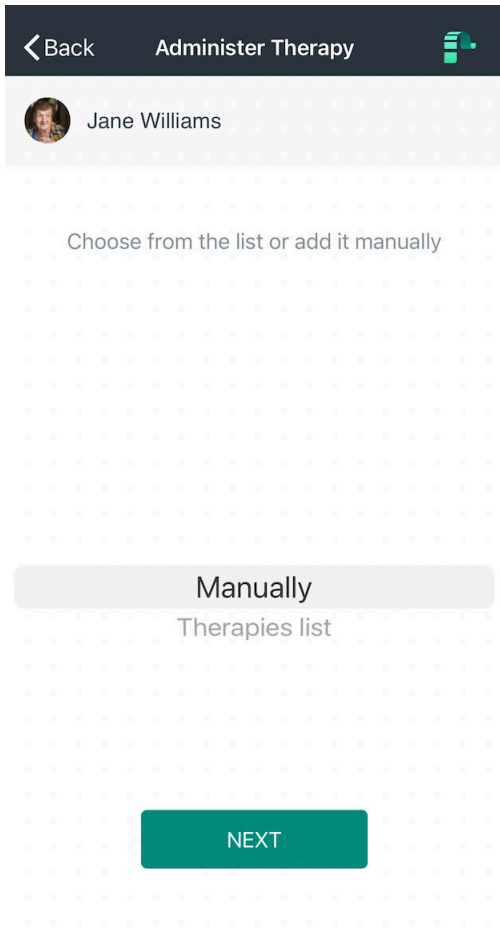 Back
Administer Therapy
Jane Williams
Choose from the list or add it manually
Manually
Therapies list
NEXT